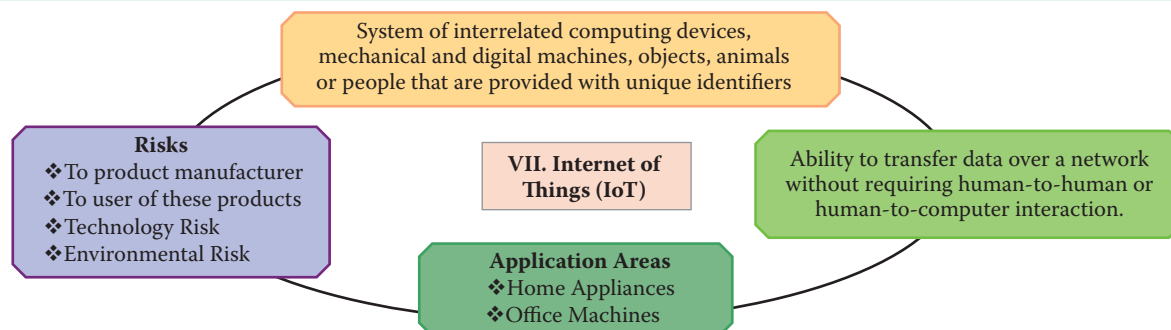 System of interrelated computing devices,
mechanical and digital machines, objects, animals
or people that are provided with unique identifiers
Risks
❖To product manufacturer
❖To user of these products
❖Technology Risk
❖Environmental Risk
VII. Internet of
Things (IoT)
Ability to transfer data over a network
without requiring human-to-human or
human-to-computer interaction.
Application Areas
❖Home Appliances
❖Office Machines